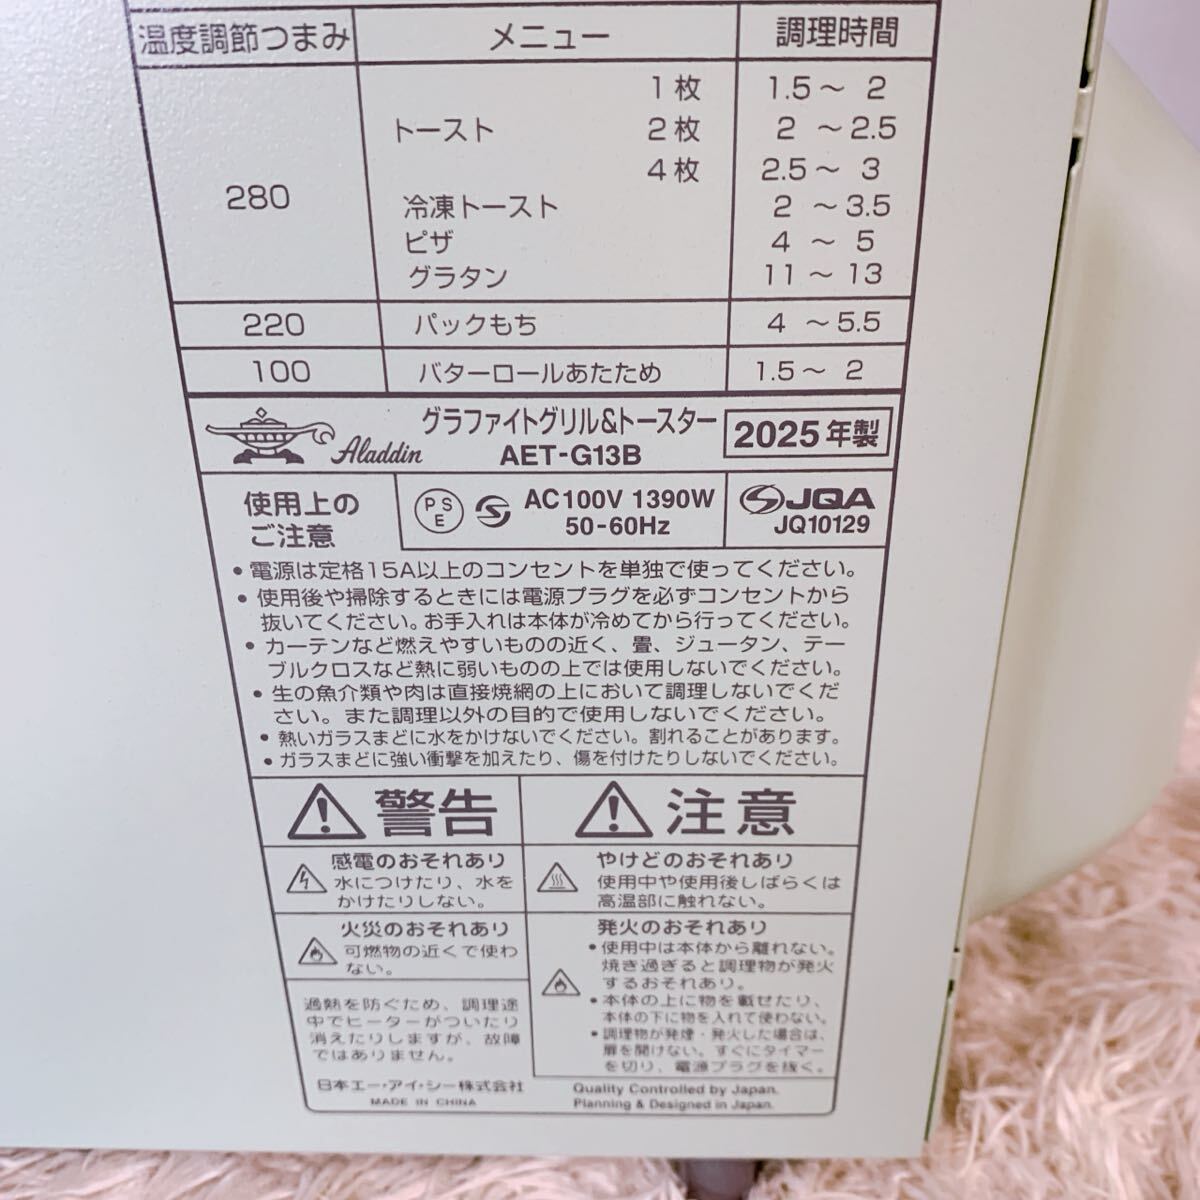 温度調節つまみ メニュー 調理時間
280
トースト 1枚 1.5～ 2
2枚 2 ～2.5
4枚 2.5～ 3
冷凍トースト 2 ～3.5
ピザ 4 ～ 5
グラタン 11 ～ 13
220 パックもち 4 ～5.5
100 バターロールあたため 1.5～ 2
Aladdin
グラファイトグリル&トースター
AET-G13B
2025年製
使用上の
ご注意
PSE
AC100V 1390W
50-60Hz
JQA
JQ10129
・電源は定格15A以上のコンセントを単独で使ってください。
・使用後や掃除するときには電源プラグを必ずコンセントから
抜いてください。お手入れは本体が冷めてから行ってください。
・カーテンなど燃えやすいものの近く、畳、ジュータン、テー
ブルクロスなど熱に弱いものの上では使用しないでください。
・生の魚介類や肉は直接焼網の上において調理しないでくだ
さい。また調理以外の目的で使用しないでください。
・熱いガラスまどに水をかけないでください。割れることがあります。
・ガラスまどに強い衝撃を加えたり、傷を付けたりしないでください。
警告
感電のおそれあり
水につけたり、水を
かけたりしない。
火災のおそれあり
可燃物の近くで使わ
ない。
過熱を防ぐため、調理途
中でヒーターがついたり
消えたりしますが、故障
ではありません。
注意
やけどのおそれあり
使用中や使用後しばらくは
高温部に触れない。
発火のおそれあり
・使用中は本体から離れない。
焼き過ぎると調理物が発火
するおそれあり。
・本体の上に物を載せたり、
本体の下に物を入れて使わない。
・調理物が発煙・発火した場合は、
扉を開けない。すぐにタイマー
を切り、電源プラグを抜く。
日本エー・アイ・シー株式会社
MADE IN CHINA
Quality Controlled by Japan.
Planning & Designed in Japan.